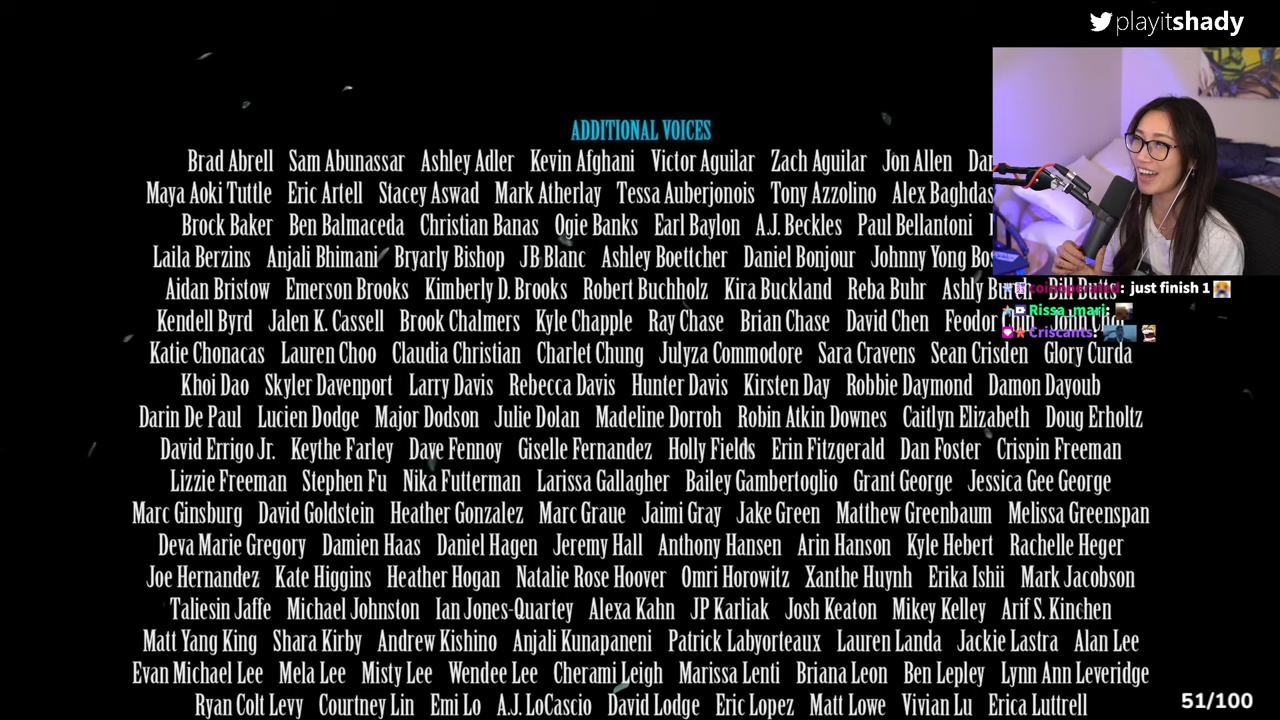 playitshady
ADDITIONAL VOICES
Brad Abrell Sam Abunassar Ashley Adler Kevin Afghani Victor Aguilar Zach Aguilar Jon Allen
Maya Aoki Tuttle Eric Artell Stacey Aswad Mark Atherlay Tessa Auberjonois Tony Azzolino Alex
Brock Baker Ben Balmaceda Christian Banas Ogie Banks Earl Baylon A.J. Beckles Paul Bellantoni
Laila Berzins Anjali Bhimani Bryarly Bishop JB Blanc Ashley Boettcher Daniel Bonjour Johnny Yong
just finish 1
Aidan Bristow Emerson Brooks Kimberly D. Brooks Robert Buchholz Kira Buckland Reba Buhr Ashly
Rissa_mari:
Kendell Byrd Jalen K. Cassell Crook Chalmers Kyle Chapple Ray Chase Brian Chase David Chen Feodor
Criscants:
Katie Chonacas Lauren Choo Claudia Christian Charlet Chung Julyza Commodore Sara Cravens Sean Crisden Glory Curda
Khoi Dao Skyler Davenport Larry Davis Rebecca Davis Hunter Davis Kirsten Day Robbie Daymond Damon Dayoub
Darin De Paul Lucien Dodge Major Dodson Julie Dolan Madeline Dorroh Robin Atkin Downes Caitlyn Elizabeth Doug Erholtz
David Errigo Jr. Keythe Farley Dave Fennoy Giselle Fernandez Holly Fields Erin Fitzgerald Dan Foster Crispin Freeman
Lizzie Freeman Stephen Fu Nika Futterman Larissa Gallagher Bailey Gambertoglio Grant George Jessica Gee George
Marc Ginsburg David Goldstein Heather Gonzalez Marc Graue Jaimi Gray Jake Green Matthew Greenbaum Melissa Greenspan
Deva Marie Gregory Damien Haas Daniel Hagen Jeremy Hall Anthony Hansen Arin Hanson Kyle Hebert Rachelle Heger
Joe Hernandez Kate Higgins Heather Hogan Natalie Rose Hoover Omri Horowitz Xanthe Huynh Erika Ishii Mark Jacobson
Taliesin Jaffe Michael Johnston Ian Jones-Quartey Alexa Kahn JP Karliak Josh Keaton Mikey Kelley Arif S. Kinchen
Matt Yang King Shara Kirby Andrew Kishino Anjali Kunapaneni Patrick Labyorteaux Lauren Landa Jackie Lastra Alan Lee
Evan Michael Lee Mela Lee Misty Lee Wendee Lee Cherami Leigh Marissa Lenti Briana Leon Ben Lepley Lynn Ann Leveridge
Ryan Colt Levy Courtney Lin Emi Lo A.J. LoCascio David Lodge Eric Lopez Matt Lowe Vivian Lu Erica Luttrell
51/100